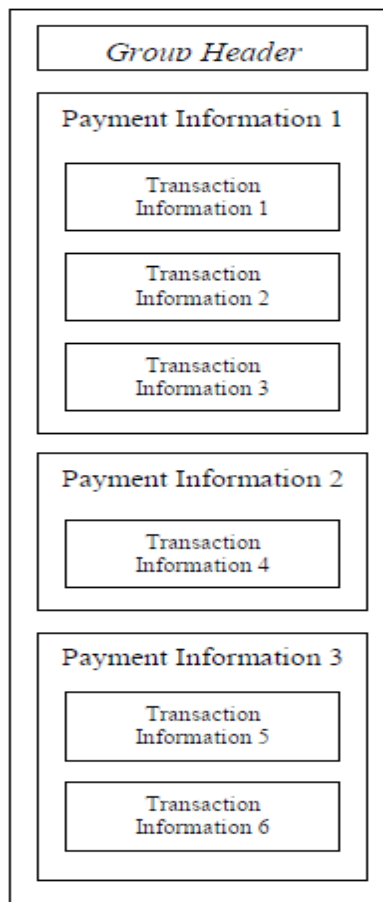 Group Header
Payment Information 1
Transaction
Information 1
Transaction
Information 2
Transaction
Information 3
Payment Information 2
Transaction
Information 4
Payment Information 3
Transaction
Information 5
Transaction
Information 6